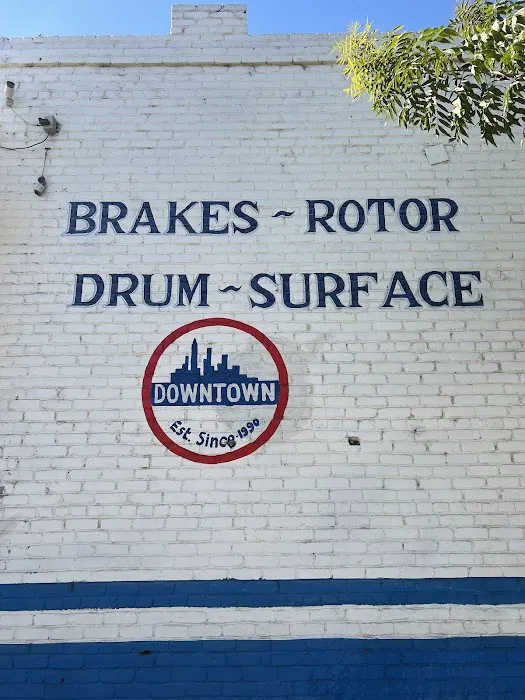 BRAKES ~ ROTOR
DRUM ~ SURFACE
DOWNTOWN
Est. Since 1990